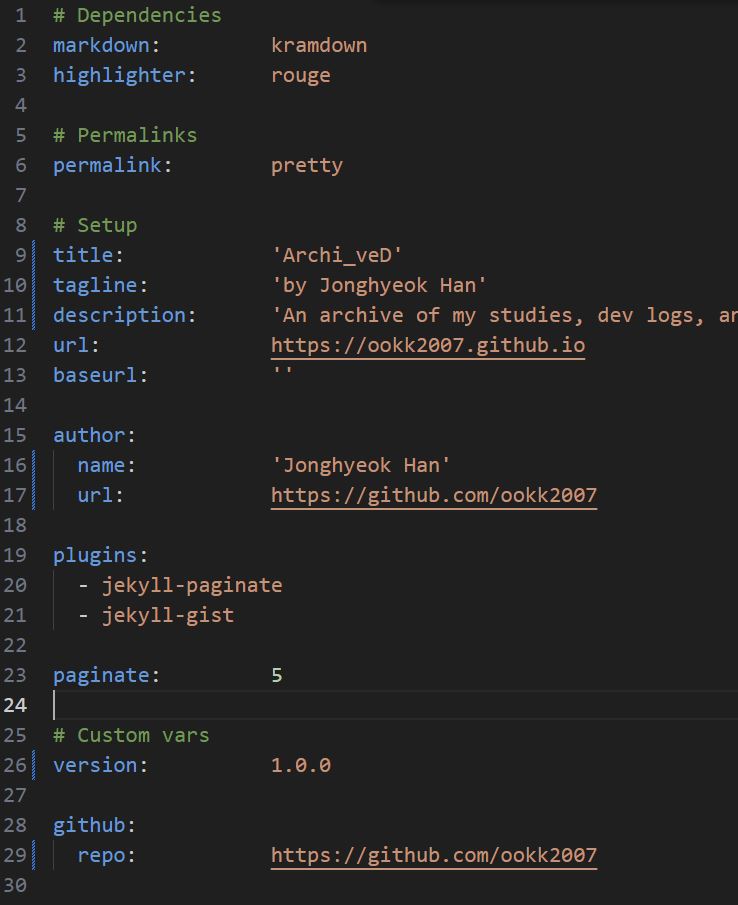 1 # Dependencies
2 markdown: kramdown
3 highlighter: rouge
4
5 # Permalinks
6 permalink: pretty
7
8 # Setup
9 title: 'Archi_veD'
10 tagline: 'by Jonghyeok Han'
11 description: 'An archive of my studies, dev logs,
12 url: https://ookk2007.github.io
13 baseurl: ''
14
15 author:
16 name: 'Jonghyeok Han'
17 url: https://github.com/ookk2007
18
19 plugins:
20 - jekyll-paginate
21 - jekyll-gist
22
23 paginate: 5
24
25 # Custom vars
26 version: 1.0.0
27
28 github:
29 repo: https://github.com/ookk2007
30